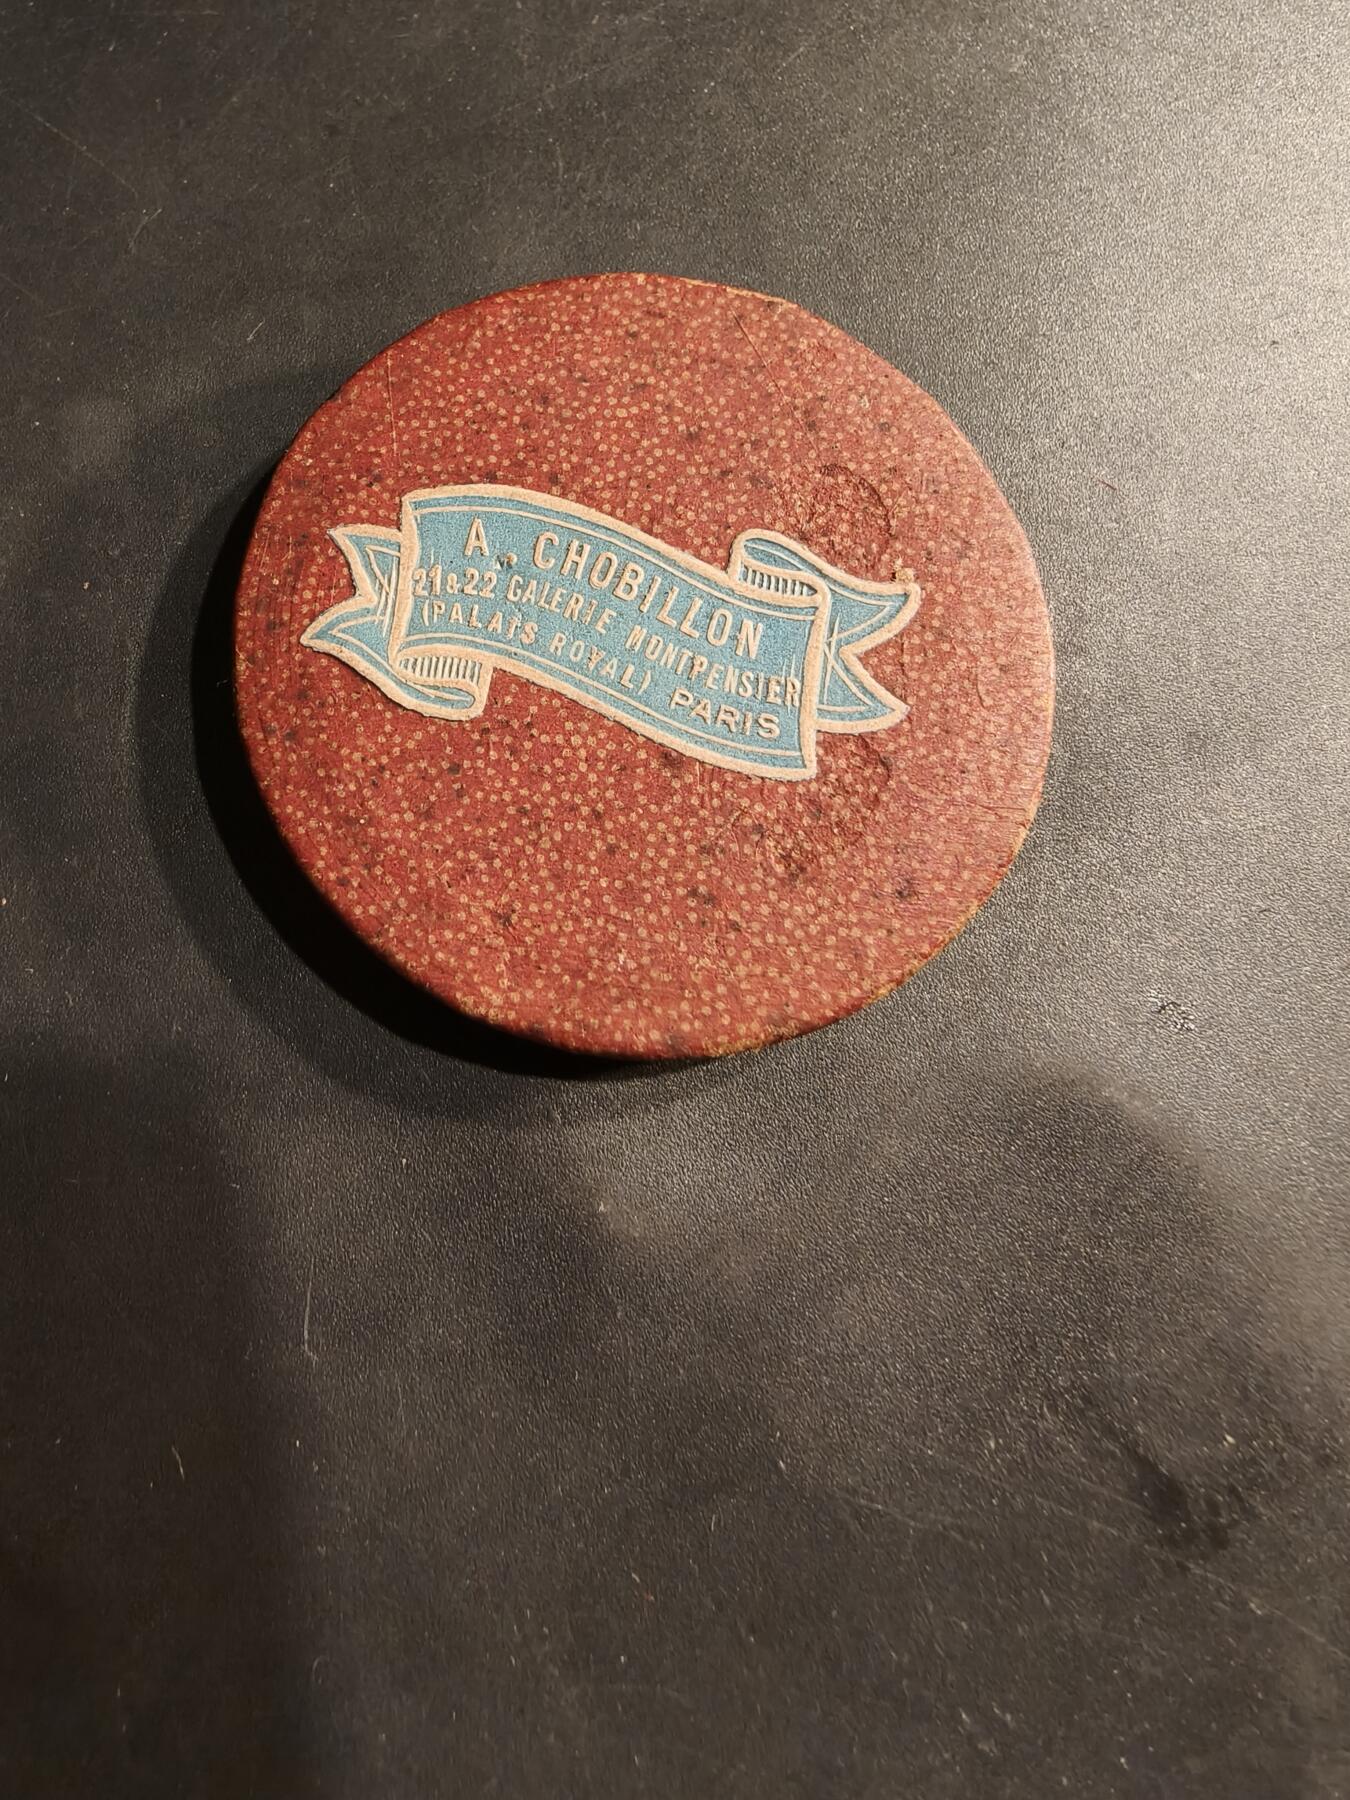 A. CHOBILLON
21 & 22 GALERIE MONTPENSIER
(PALAIS ROYAL) PARIS